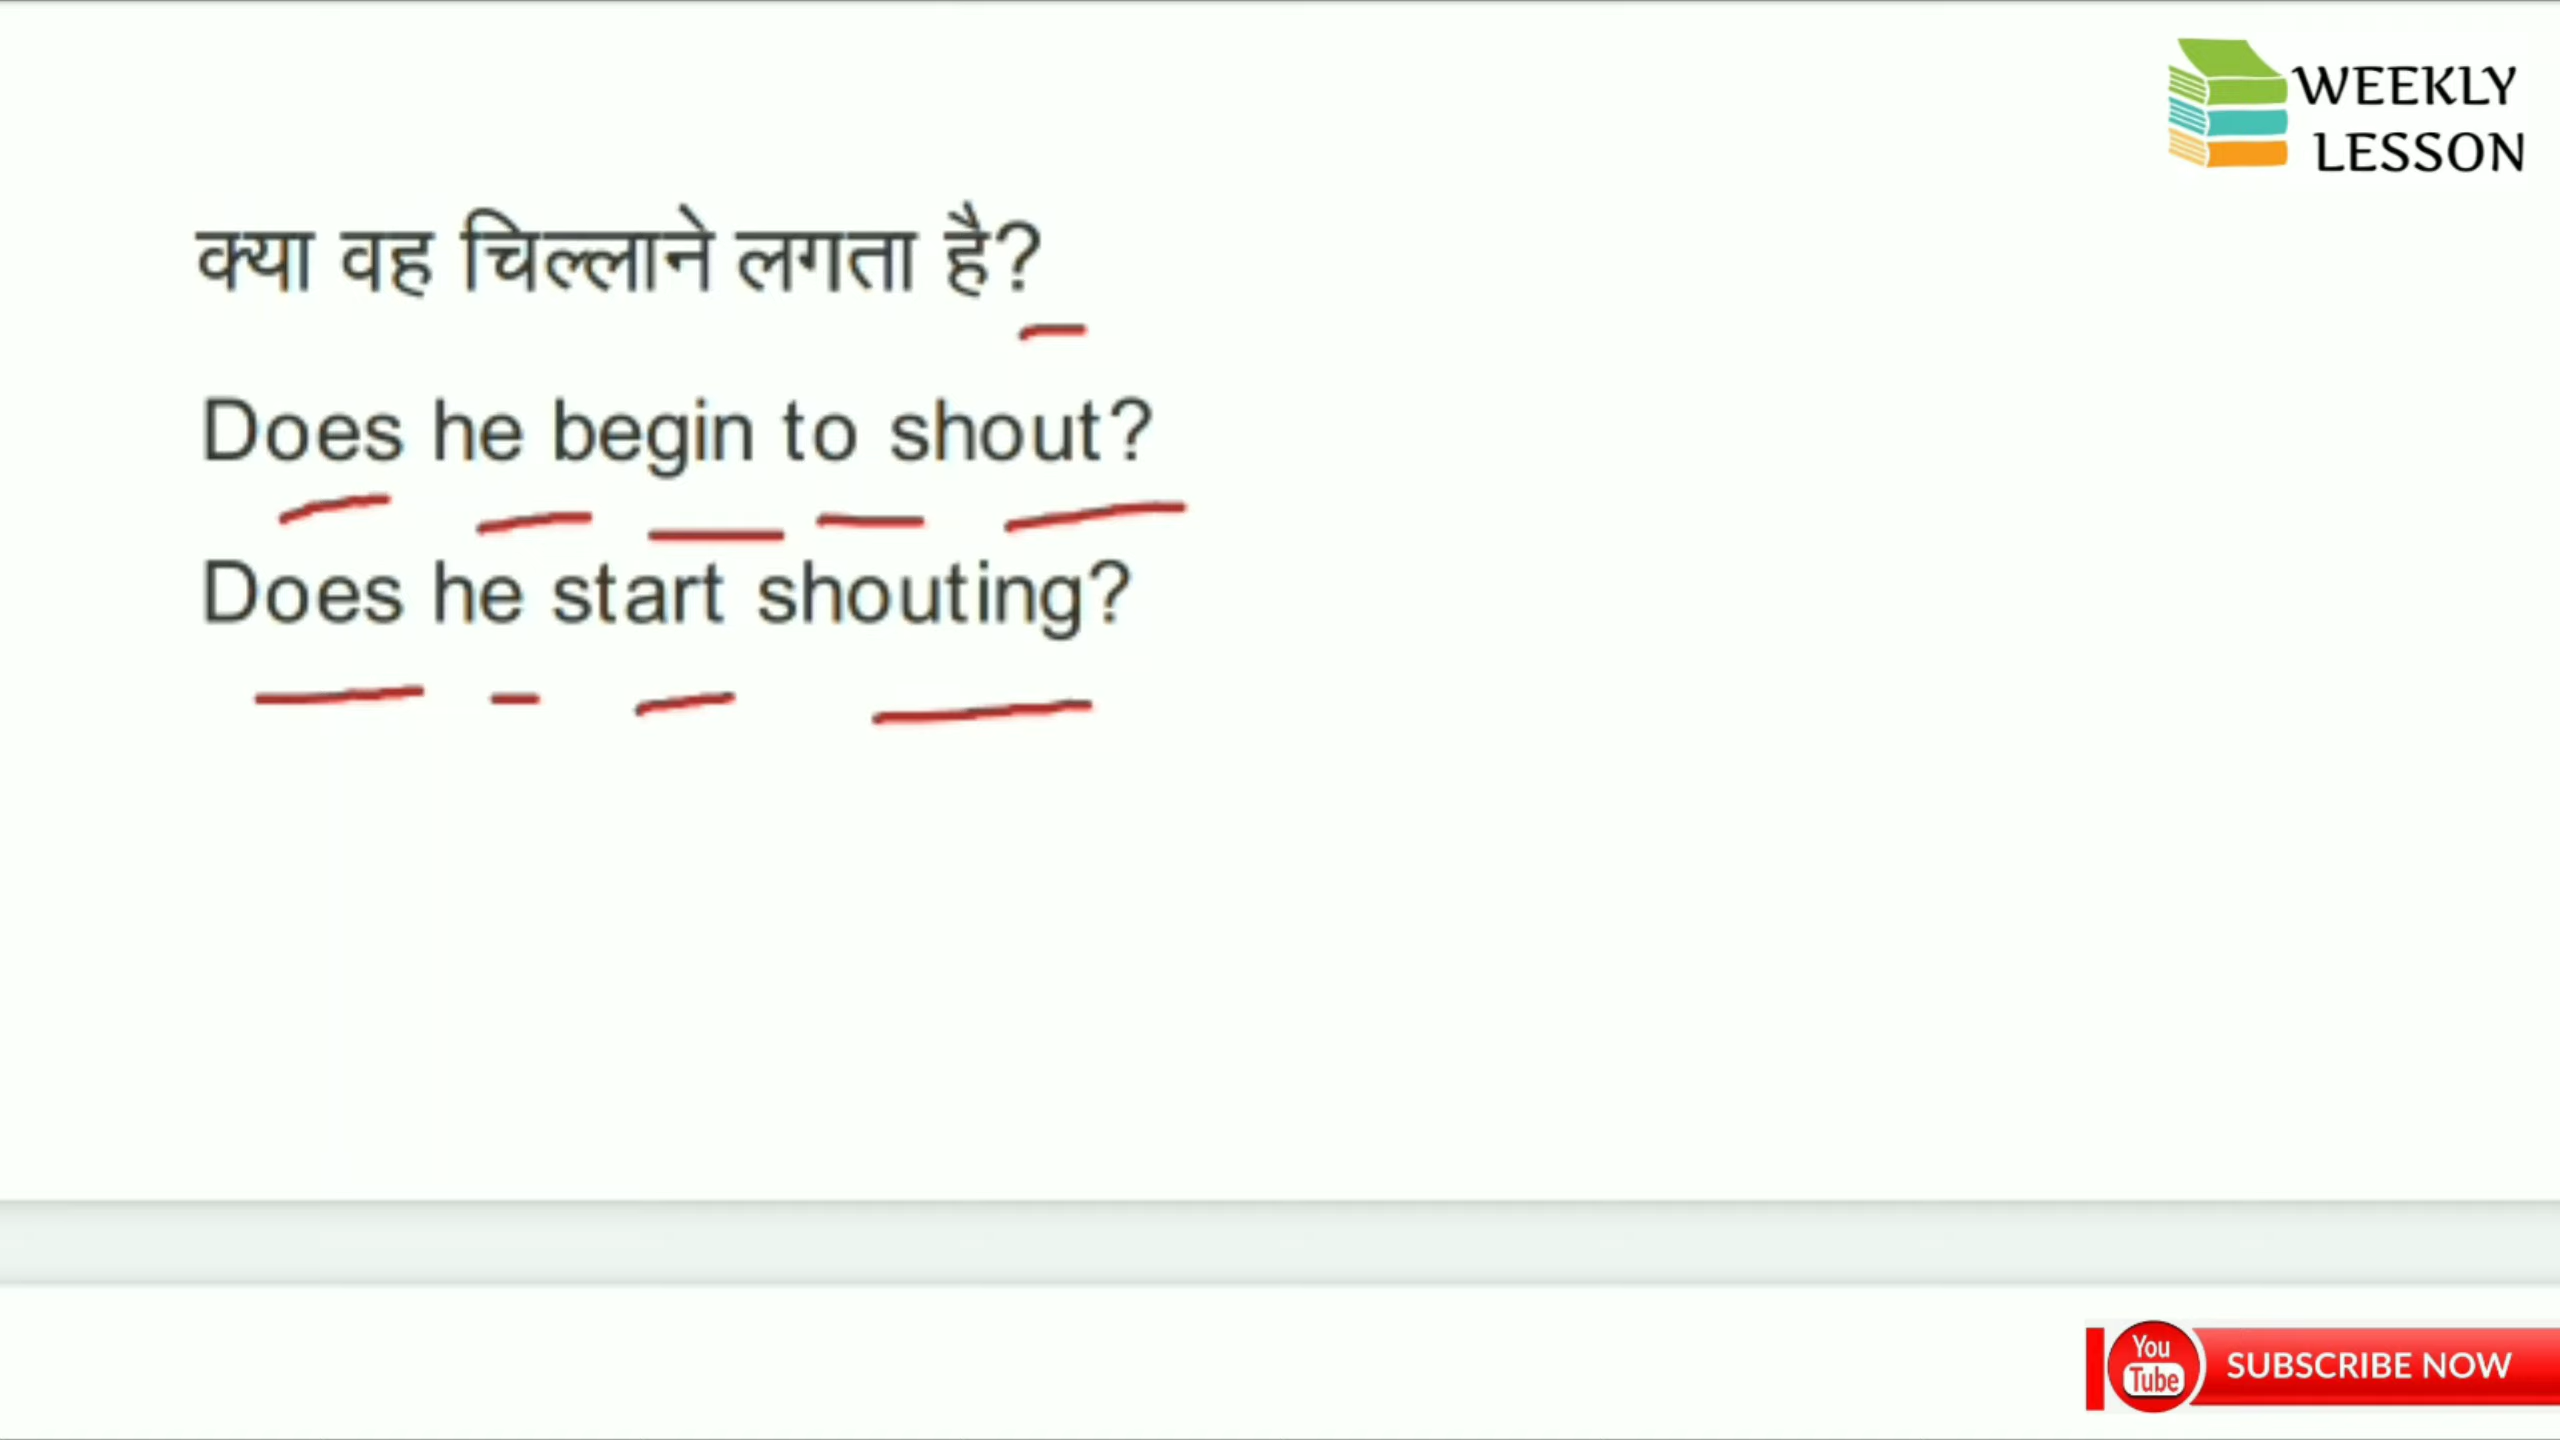 WEEKLY
LESSON
क्या वह चिल्लाने लगता है?
Does he begin to shout?
Does he start shouting?
You
Tube
SUBSCRIBE NOW